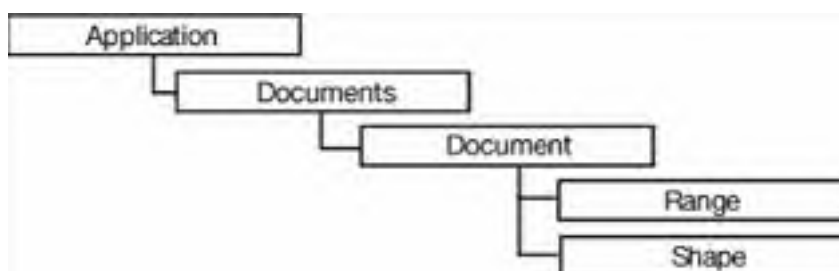 Application
Documents
Document
Range
Shape